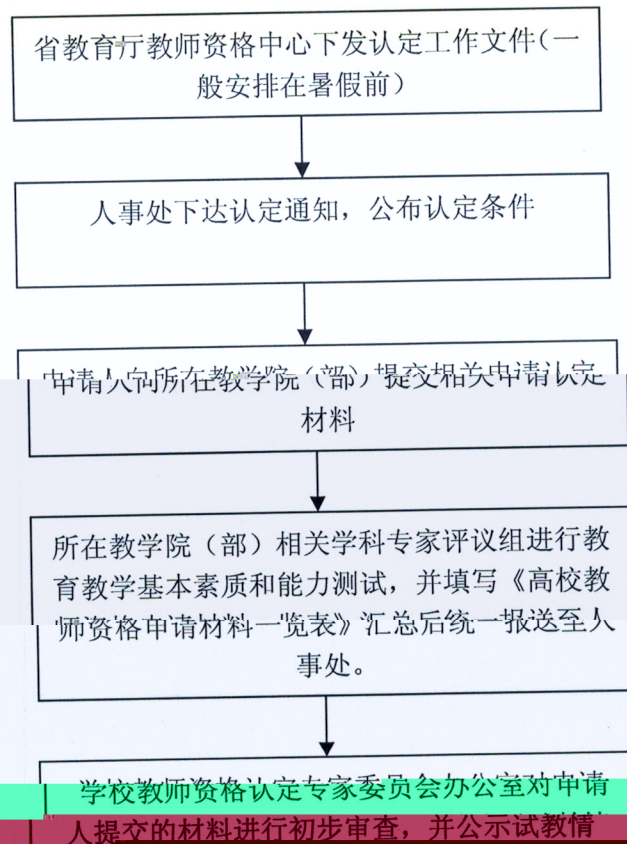 省教育厅教师资格中心下发认定工作文件（一
般安排在暑假前）
人事处下达认定通知，公布认定条件
申请人向所在教学院（部）提交相关申请认定
材料
所在教学院（部）相关学科专家评议组进行教
育教学基本素质和能力测试，并填写《高校教
师资格申请材料一览表》汇总后统一报送至人
事处。
学校教师资格认定专家委员会办公室对申请
人提交的材料进行初步审查，并公示试教情